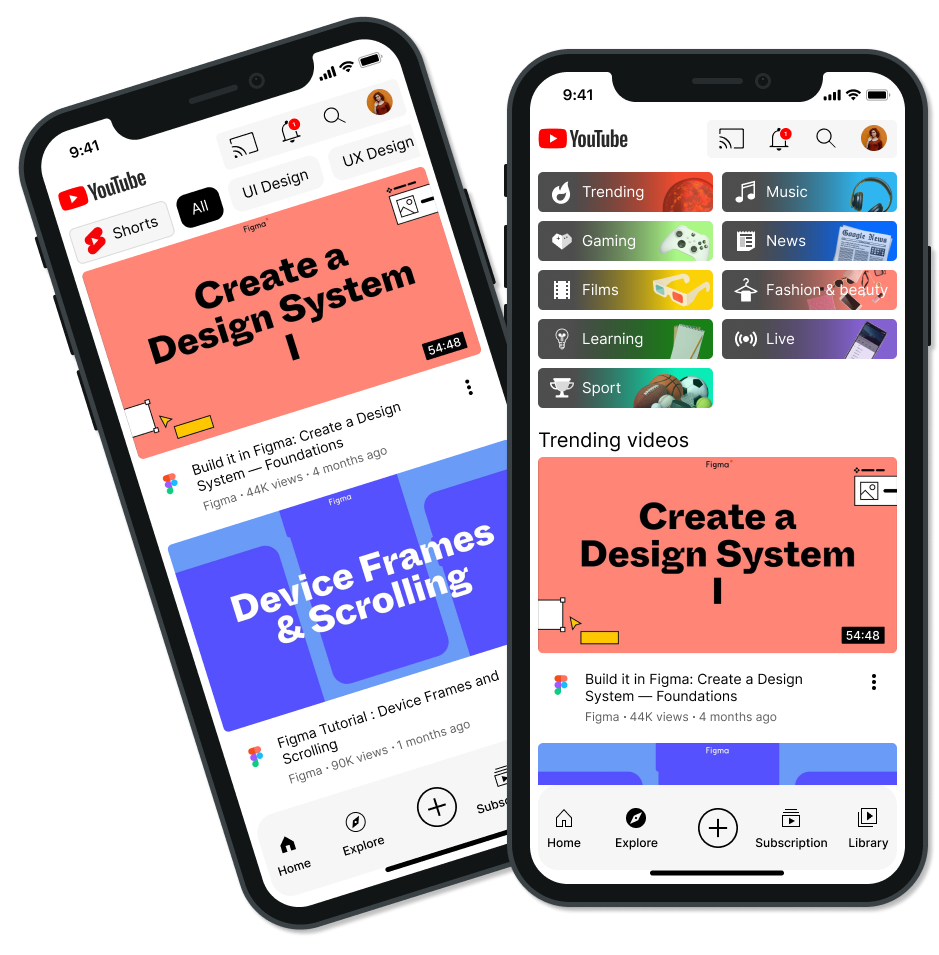 9:41
YouTube
1
Shorts
All
UI Design
UX Design
Figma
Create a
Design System
I
54:48
Build it in Figma: Create a Design
System — Foundations
Figma · 44K views · 4 months ago
Figma
Device Frames
& Scrolling
Figma Tutorial : Device Frames and
Scrolling
Figma · 90K views · 1 months ago
Home
Explore
Subsc
9:41
YouTube
1
Trending
Music
Gaming
News
Google News
Films
Fashion & beauty
Learning
Live
Sport
Trending videos
Figma
Create a
Design System
I
54:48
Build it in Figma: Create a Design
System — Foundations
Figma · 44K views · 4 months ago
Figma
Home
Explore
Subscription
Library